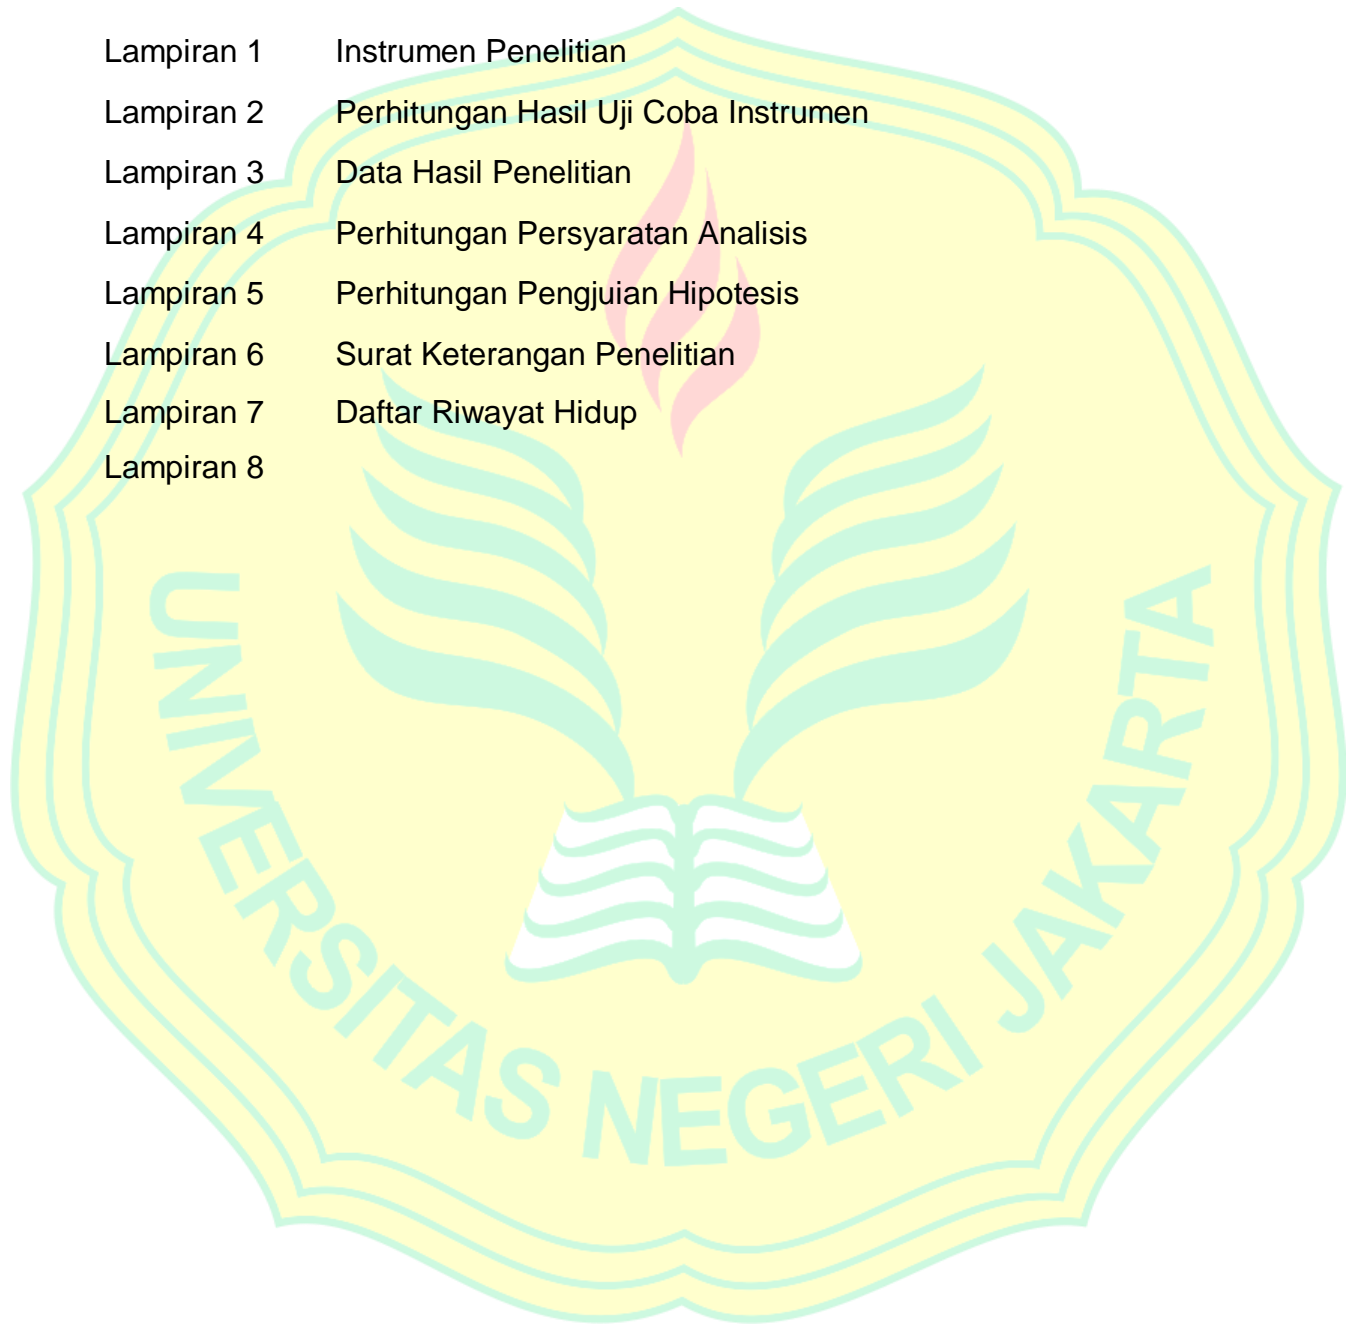 Lampiran 1 Instrumen Penelitian
Lampiran 2 Perhitungan Hasil Uji Coba Instrumen
Lampiran 3 Data Hasil Penelitian
Lampiran 4 Perhitungan Persyaratan Analisis
Lampiran 5 Perhitungan Pengjuian Hipotesis
Lampiran 6 Surat Keterangan Penelitian
Lampiran 7 Daftar Riwayat Hidup
Lampiran 8
UNIVERSITAS NEGERI JAKARTA